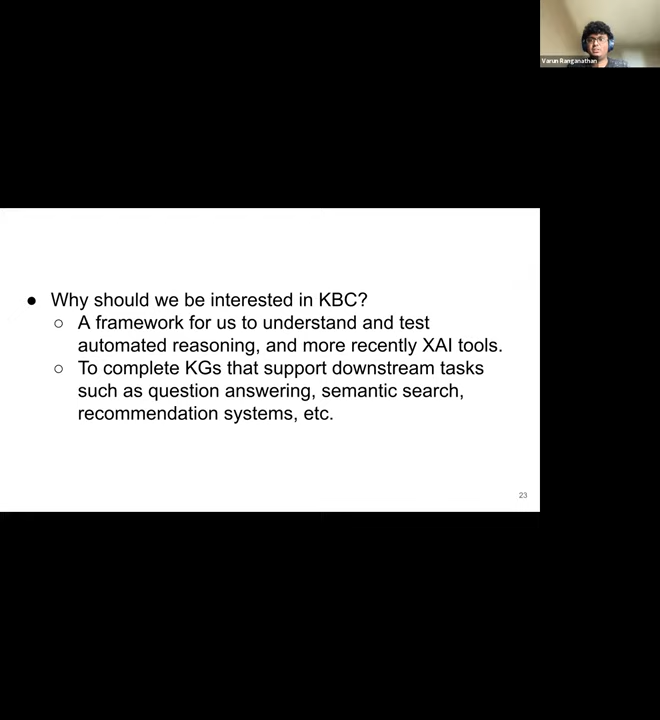 Varun Ranganathan
● Why should we be interested in KBC?
○ A framework for us to understand and test
automated reasoning, and more recently XAI tools.
○ To complete KGs that support downstream tasks
such as question answering, semantic search,
recommendation systems, etc.
23